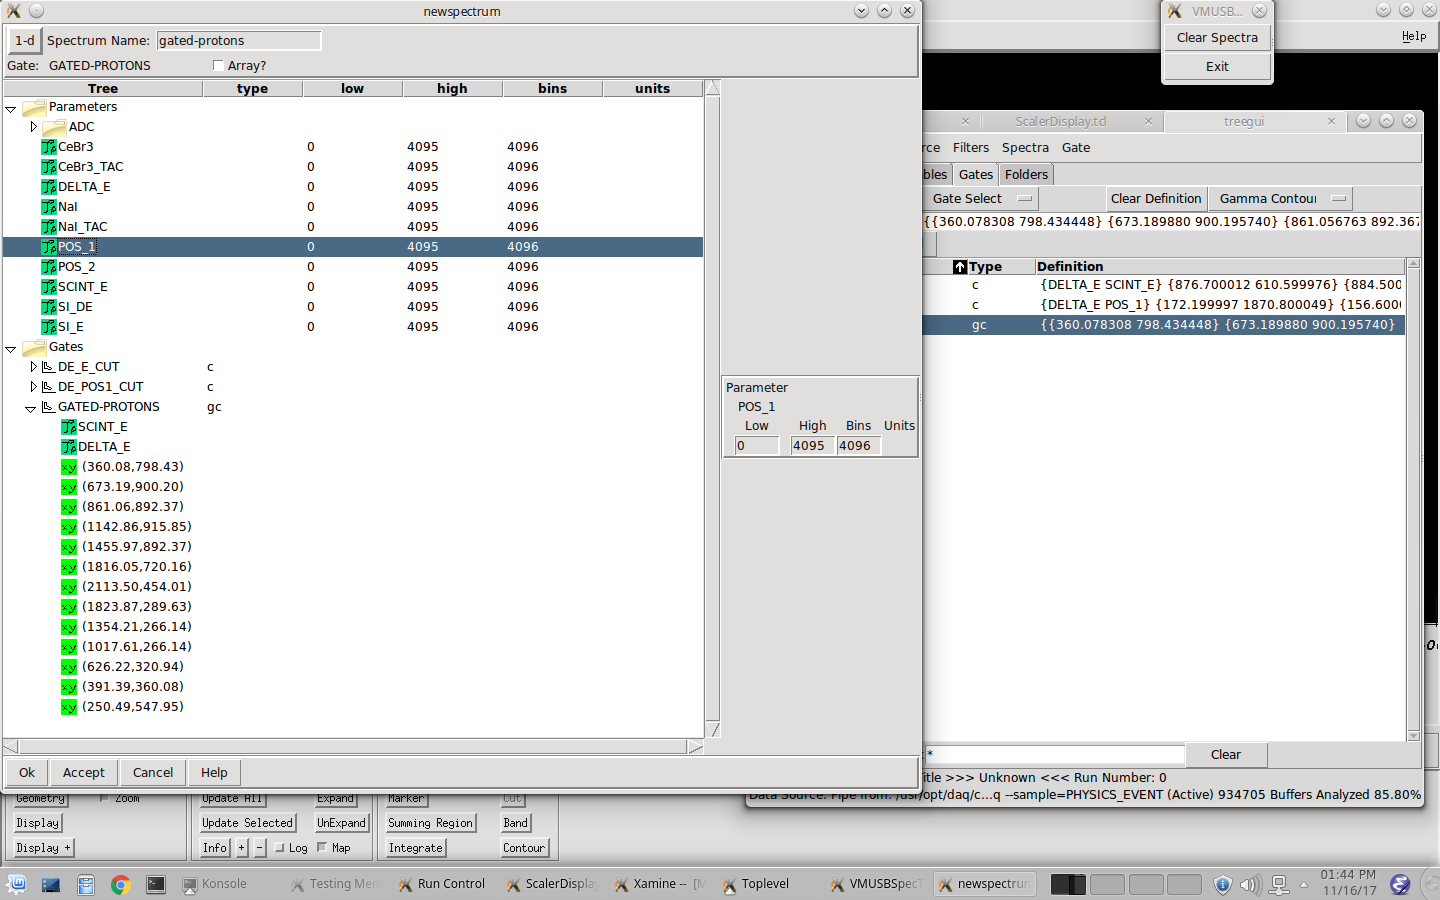 newspectrum
1-d Spectrum Name: gated-protons
Gate: GATED-PROTONS Array?
Tree type low high bins units
Parameters
ADC
CeBr3 0 4095 4096
CeBr3_TAC 0 4095 4096
DELTA_E 0 4095 4096
NaI 0 4095 4096
NaI_TAC 0 4095 4096
POS_1 0 4095 4096
POS_2 0 4095 4096
SCINT_E 0 4095 4096
SI_DE 0 4095 4096
SI_E 0 4095 4096
Gates
DE_E_CUT c
DE_POS1_CUT c
GATED-PROTONS gc
SCINT_E
DELTA_E
(360.08,798.43)
(673.19,900.20)
(861.06,892.37)
(1142.86,915.85)
(1455.97,892.37)
(1816.05,720.16)
(2113.50,454.01)
(1823.87,289.63)
(1354.21,266.14)
(1017.61,266.14)
(626.22,320.94)
(391.39,360.08)
(250.49,547.95)
Parameter
POS_1
Low High Bins Units
0 4095 4096
Ok Accept Cancel Help
VMUSB...
Clear Spectra
Exit
Help
ScalerDisplay.td treegui
rce Filters Spectra Gate
bles Gates Folders
Gate Select Clear Definition Gamma Contour
{{360.078308 798.434448} {673.189880 900.195740} {861.056763 892.367
Type Definition
c {DELTA_E SCINT_E} {876.700012 610.599976} {884.500
c {DELTA_E POS_1} {172.199997 1870.800049} {156.6000
gc {{360.078308 798.434448} {673.189880 900.195740}
* Clear
Title >>> Unknown <<< Run Number: 0
Data Source: Pipe from: /usr/opt/daq/c...q --sample=PHYSICS_EVENT (Active) 934705 Buffers Analyzed 85.80%
Geometry Zoom Update All Expand Marker Cut
Display Update Selected UnExpand Summing Region Band
Display + Info + - Log Map Integrate Contour
Konsole Testing Men Run Control ScalerDispla Xamine -- [M Toplevel VMUSBSpecT newspectrum
01:44 PM
11/16/17